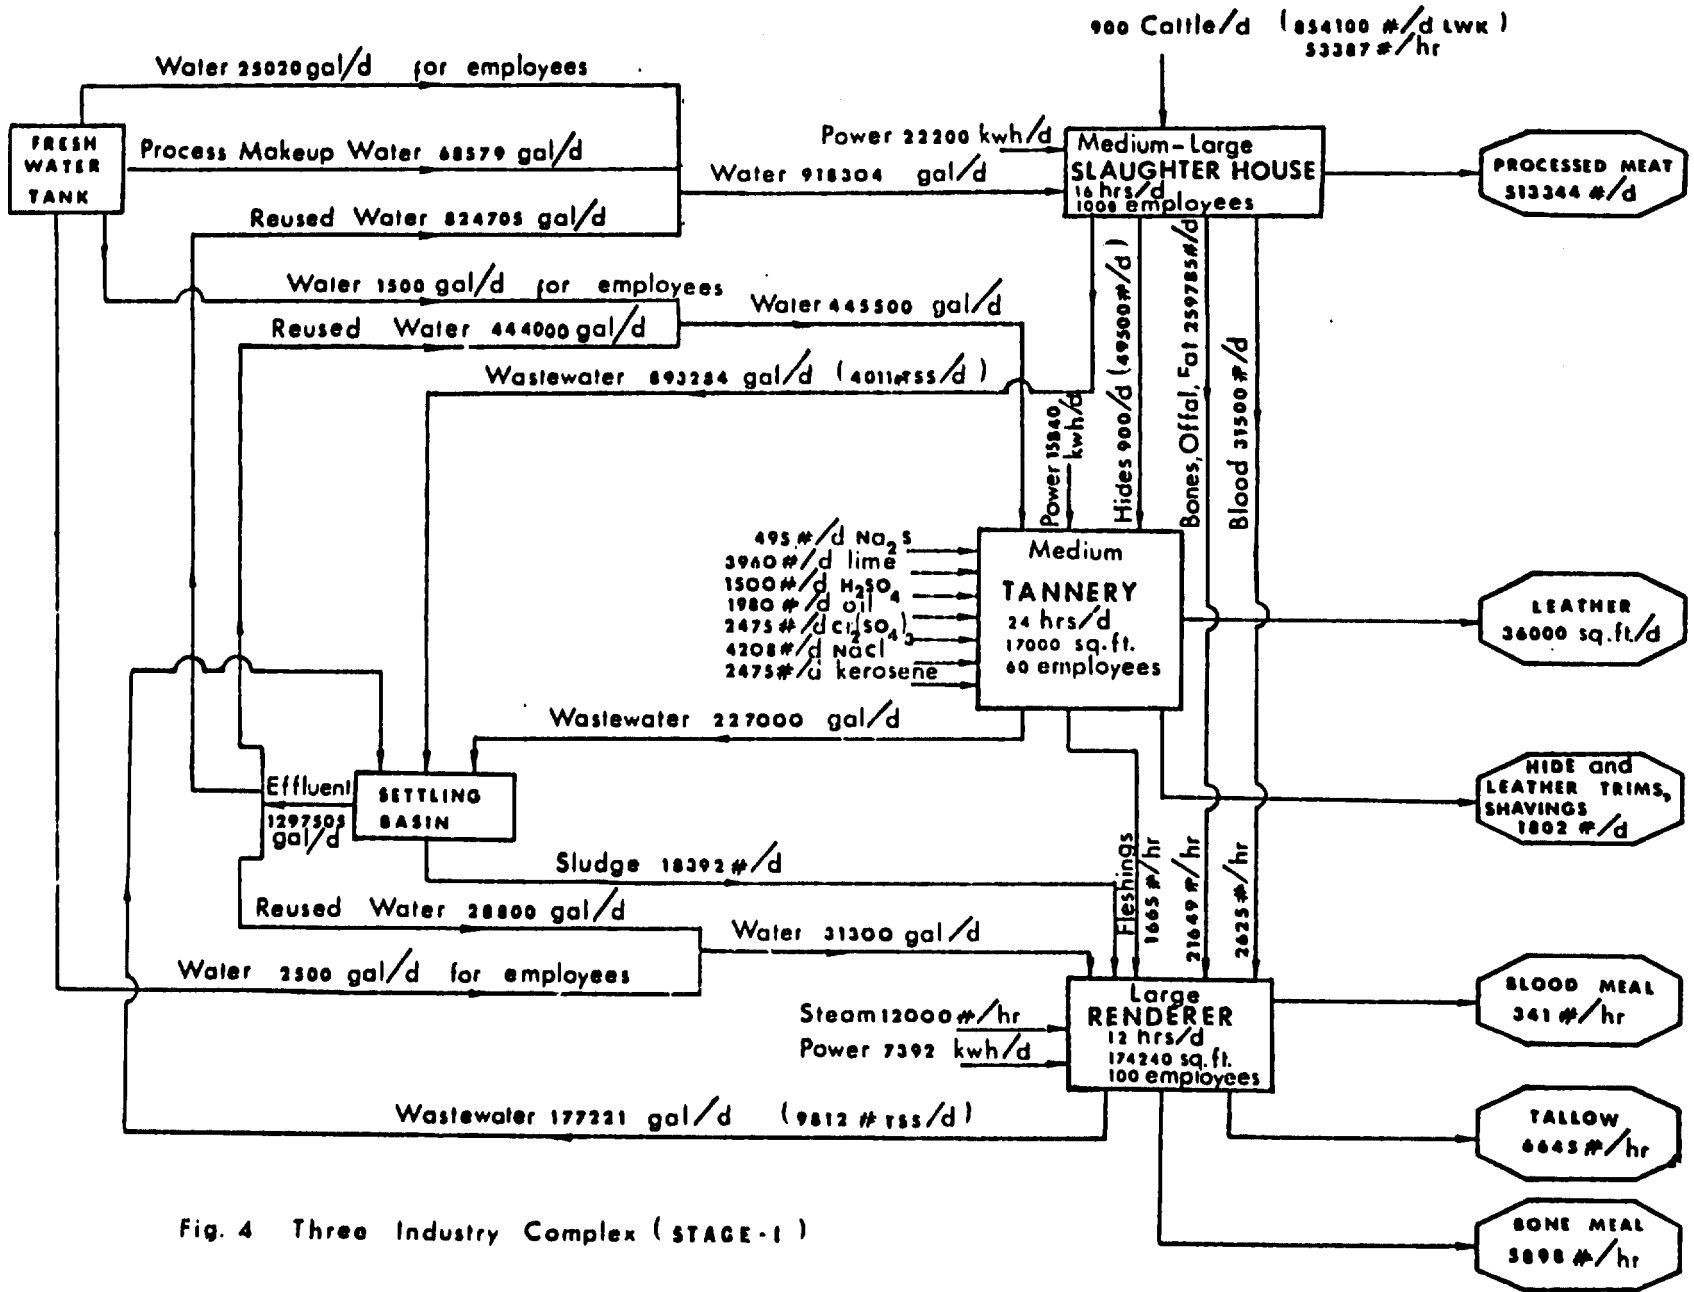 900 Cattle/d (854100 #/d LWK)
53387 #/hr
Water 25020 gal/d for employees
FRESH
WATER
TANK
Process Makeup Water 68579 gal/d
Reused Water 824705 gal/d
Power 22200 kwh/d
Water 918304 gal/d
Medium-Large
SLAUGHTER HOUSE
16 hrs/d
1000 employees
PROCESSED MEAT
513344 #/d
Water 1500 gal/d for employees
Reused Water 444000 gal/d
Water 445500 gal/d
Wastewater 893284 gal/d (4011#TSS/d)
Power 15840
kwh/d
Hides 900/d (49500#/d)
Bones, Offal, Fat 259785#/d
Blood 31500 #/d
495 #/d Na2S
3960 #/d lime
1500 #/d H2SO4
1980 #/d oil
2475 #/d Cr2(SO4)3
4208 #/d Nacl
2475 #/d kerosene
Medium
TANNERY
24 hrs/d
17000 sq.ft.
60 employees
LEATHER
36000 sq.ft./d
Wastewater 227000 gal/d
HIDE and
LEATHER TRIMS,
SHAVINGS
1802 #/d
Effluent
1297505
gal/d
SETTLING
BASIN
Sludge 18392 #/d
Fleshings
1665 #/hr
21649 #/hr
2625 #/hr
Reused Water 28800 gal/d
Water 31300 gal/d
Water 2500 gal/d for employees
Steam 12000 #/hr
Power 7392 kwh/d
Large
RENDERER
12 hrs/d
174240 sq.ft.
100 employees
BLOOD MEAL
341 #/hr
Wastewater 177221 gal/d (9812 # TSS/d)
TALLOW
6645 #/hr
BONE MEAL
5898 #/hr
Fig. 4 Three Industry Complex (STAGE-I)